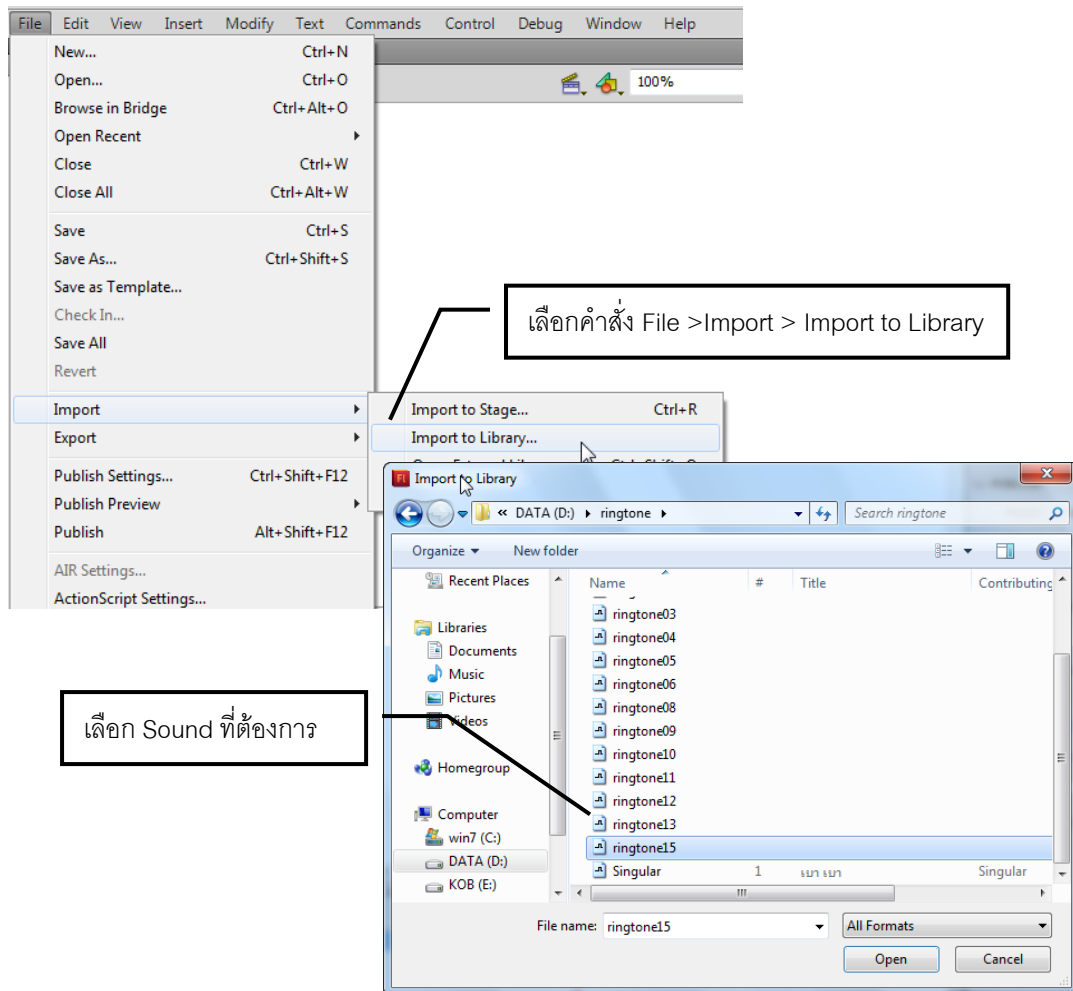 File Edit View Insert Modify Text Commands Control Debug Window Help
New... Ctrl+N
Open... Ctrl+O
100%
Browse in Bridge Ctrl+Alt+O
Open Recent
Close Ctrl+W
Close All Ctrl+Alt+W
Save Ctrl+S
Save As... Ctrl+Shift+S
Save as Template...
Check In...
Save All
Revert
เลือกคำสั่ง File >Import > Import to Library
Import
Export
Import to Stage... Ctrl+R
Import to Library...
Publish Settings... Ctrl+Shift+F12
Publish Preview
Publish Alt+Shift+F12
AIR Settings...
ActionScript Settings...
Fl Import to Library
« DATA (D:) ringtone
Search ringtone
Organize New folder
Recent Places
Libraries
Documents
Music
Pictures
Videos
Homegroup
Computer
win7 (C:)
DATA (D:)
KOB (E:)
Name # Title Contributing
ringtone03
ringtone04
ringtone05
ringtone06
ringtone08
ringtone09
ringtone10
ringtone11
ringtone12
ringtone13
ringtone15
Singular 1 เบา เบา Singular
เลือก Sound ที่ต้องการ
File name: ringtone15 All Formats
Open Cancel